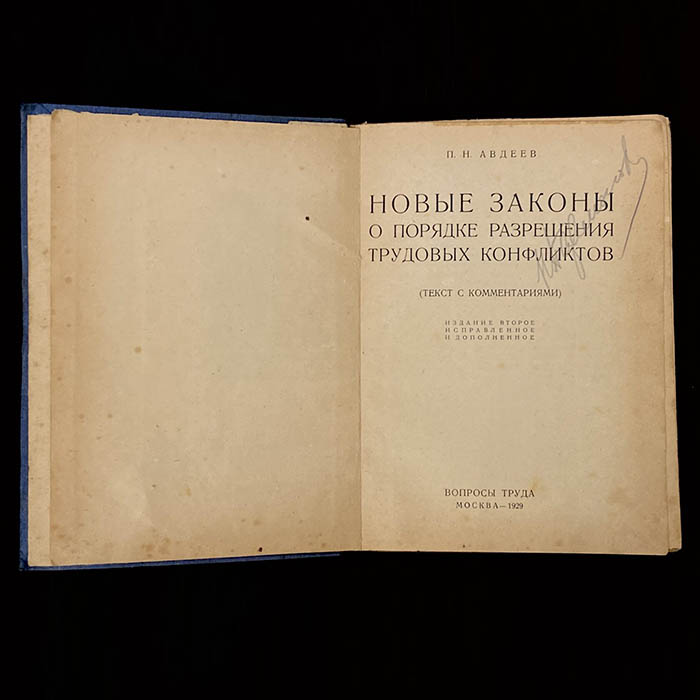 П. Н. АВДЕЕВ
НОВЫЕ ЗАКОНЫ
О ПОРЯДКЕ РАЗРЕШЕНИЯ
ТРУДОВЫХ КОНФЛИКТОВ
(ТЕКСТ С КОММЕНТАРИЯМИ)
ИЗДАНИЕ ВТОРОЕ
ИСПРАВЛЕННОЕ
И ДОПОЛНЕННОЕ
ВОПРОСЫ ТРУДА
МОСКВА—1929